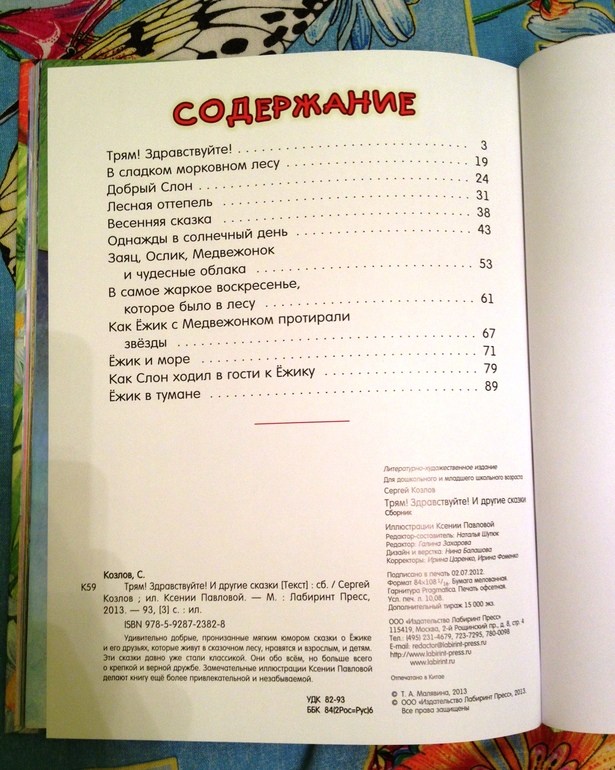 СОДЕРЖАНИЕ
Трям! Здравствуйте! . . . . . . . . . . . . . . . . . . . . . . . . 3
В сладком морковном лесу . . . . . . . . . . . . . . . . . . 19
Добрый Слон . . . . . . . . . . . . . . . . . . . . . . . . . . . . 24
Лесная оттепель . . . . . . . . . . . . . . . . . . . . . . . . . . 31
Весенняя сказка . . . . . . . . . . . . . . . . . . . . . . . . . 38
Однажды в солнечный день . . . . . . . . . . . . . . . . . 43
Заяц, Ослик, Медвежонок
и чудесные облака . . . . . . . . . . . . . . . . . . . . . . 53
В самое жаркое воскресенье,
которое было в лесу . . . . . . . . . . . . . . . . . . . . . 61
Как Ёжик с Медвежонком протирали
звёзды . . . . . . . . . . . . . . . . . . . . . . . . . . . . . . . 67
Ёжик и море . . . . . . . . . . . . . . . . . . . . . . . . . . . . 71
Как Слон ходил в гости к Ёжику . . . . . . . . . . . . . . 79
Ёжик в тумане . . . . . . . . . . . . . . . . . . . . . . . . . . 89
Литературно-художественное издание
Для дошкольного и младшего школьного возраста
Сергей Козлов
Трям! Здравствуйте! И другие сказки
Сборник
Иллюстрации Ксении Павловой
Редактор-составитель Наталья Шутюк
Редактор: Галина Захарова
Дизайн и верстка: Нина Балашова
Корректоры: Ирина Царенко, Ирина Фоменко
Подписано в печать 02.07.2012.
Формат 84×108 1/16. Бумага мелованная.
Гарнитура Pragmatica. Печать офсетная.
Усл. печ. л. 10,08.
Дополнительный тираж 15 000 экз.
ООО «Издательство Лабиринт Пресс»
115419, Москва, 2-й Рощинский пр., д. 8, стр. 4
Тел.: (495) 231-4679, 723-7295, 780-0098
E-mail: redactor@labirint-press.ru
http://www.labirint-press.ru
www.labirint.ru
Отпечатано в Китае
© Т. А. Малявина, 2013
© ООО «Издательство Лабиринт Пресс», 2013.
Все права защищены
Козлов, С.
К59 Трям! Здравствуйте! И другие сказки [Текст] : сб. / Сергей
Козлов ; ил. Ксении Павловой. — М. : Лабиринт Пресс,
2013. — 93, [3] с. : ил.
ISBN 978-5-9287-2382-8
Удивительно добрые, пронизанные мягким юмором сказки о Ёжике
и его друзьях, которые живут в сказочном лесу, нравятся и взрослым, и детям.
Эти сказки давно уже стали классикой. Они обо всём, но больше всего
о крепкой и верной дружбе. Замечательные иллюстрации Ксении Павловой
делают книгу ещё более привлекательной и незабываемой.
УДК 82-93
ББК 84(2Рос=Рус)6